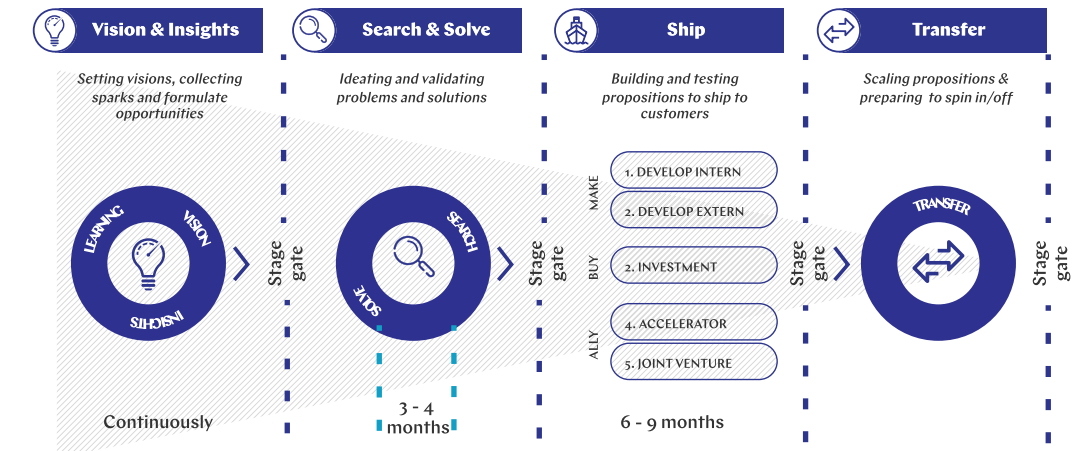 Vision & Insights
Search & Solve
Ship
Transfer
Setting visions, collecting
sparks and formulate
opportunities
Ideating and validating
problems and solutions
Building and testing
propositions to ship to
customers
Scaling propositions &
preparing to spin in/off
LEARNING
VISION
INSIGHTS
Stage
gate
SEARCH
SOLVE
Stage
gate
MAKE
1. DEVELOP INTERN
2. DEVELOP EXTERN
BUY
2. INVESTMENT
ALLY
4. ACCELERATOR
5. JOINT VENTURE
Stage
gate
TRANSFER
Stage
gate
Continuously
3 - 4
months
6 - 9 months